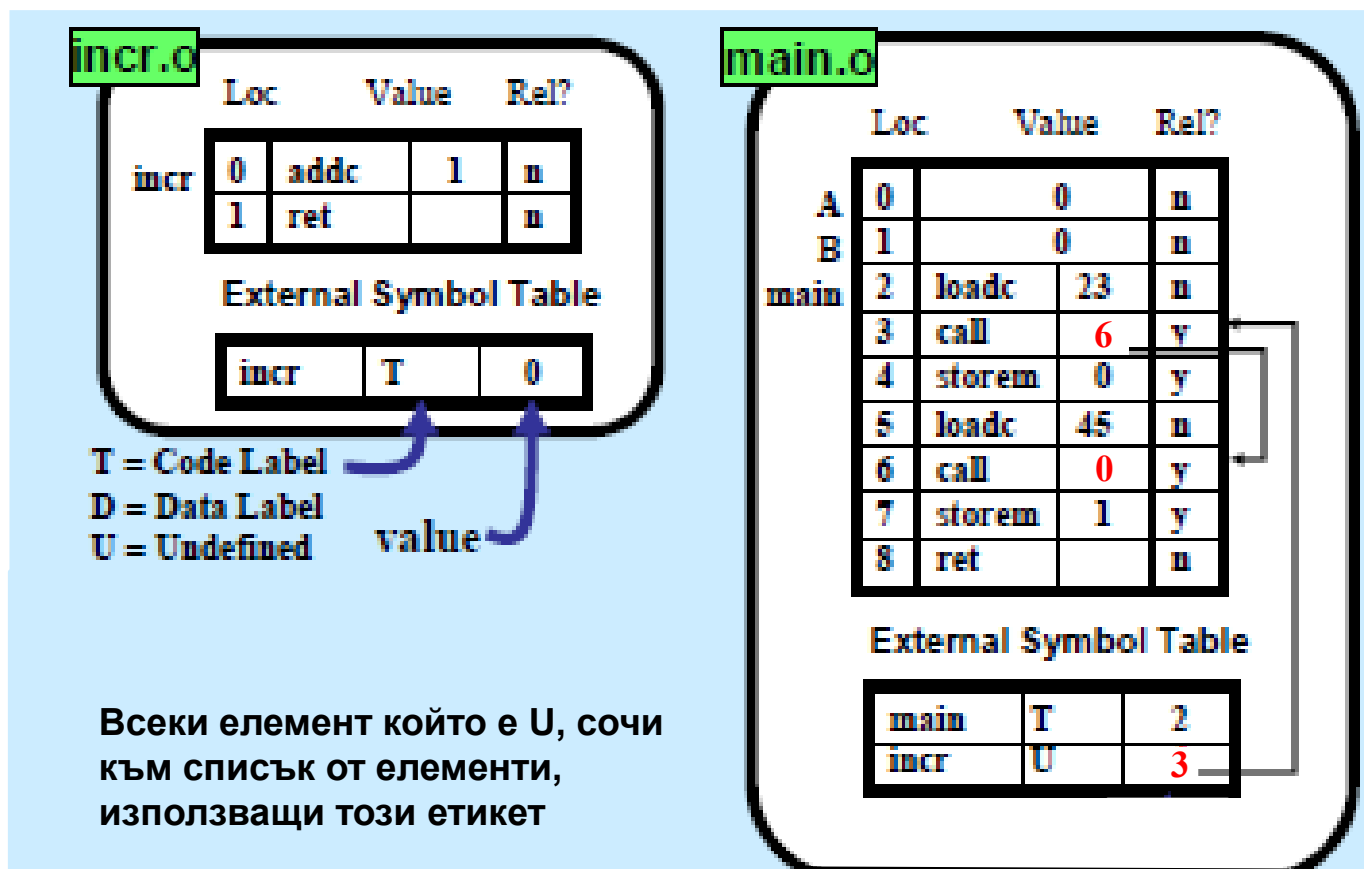 incr.o
Loc Value Rel?
incr 0 addc 1 n
1 ret n
External Symbol Table
incr T 0
T = Code Label
D = Data Label
U = Undefined
value
Всеки елемент който е U, сочи
към списък от елементи,
използващи този етикет
main.o
Loc Value Rel?
A 0 0 n
B 1 0 n
main 2 loadc 23 n
3 call 6 y
4 storem 0 y
5 loadc 45 n
6 call 0 y
7 storem 1 y
8 ret n
External Symbol Table
main T 2
incr U 3